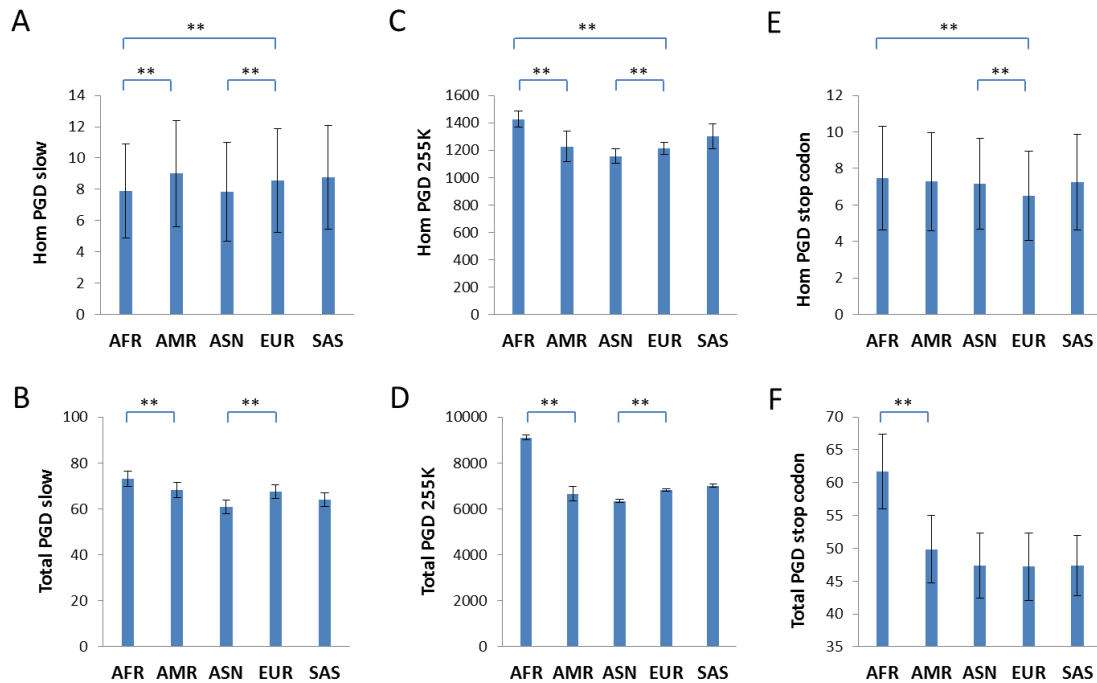 A
**
** **
Hom PGD slow
14
12
10
8
6
4
2
0
AFR AMR ASN EUR SAS
B
** **
Total PGD slow
100
80
60
40
20
0
AFR AMR ASN EUR SAS
C
**
** **
Hom PGD 255K
1600
1400
1200
1000
800
600
400
200
0
AFR AMR ASN EUR SAS
D
** **
Total PGD 255K
10000
8000
6000
4000
2000
0
AFR AMR ASN EUR SAS
E
**
**
Hom PGD stop codon
12
10
8
6
4
2
0
AFR AMR ASN EUR SAS
F
**
Total PGD stop codon
70
65
60
55
50
45
40
35
AFR AMR ASN EUR SAS